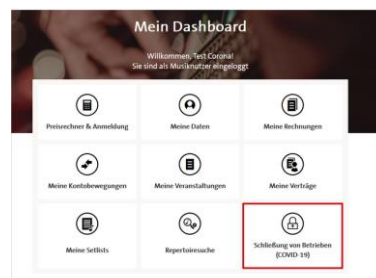 Mein Dashboard
Willkommen, Test Corona!
Sie sind als Musiknutzer eingeloggt
Preisrechner & Anmeldung
Meine Daten
Meine Rechnungen
Meine Kontobewegungen
Meine Veranstaltungen
Meine Verträge
Meine Setlists
Repertoiresuche
Schließung von Betrieben
(COVID-19)